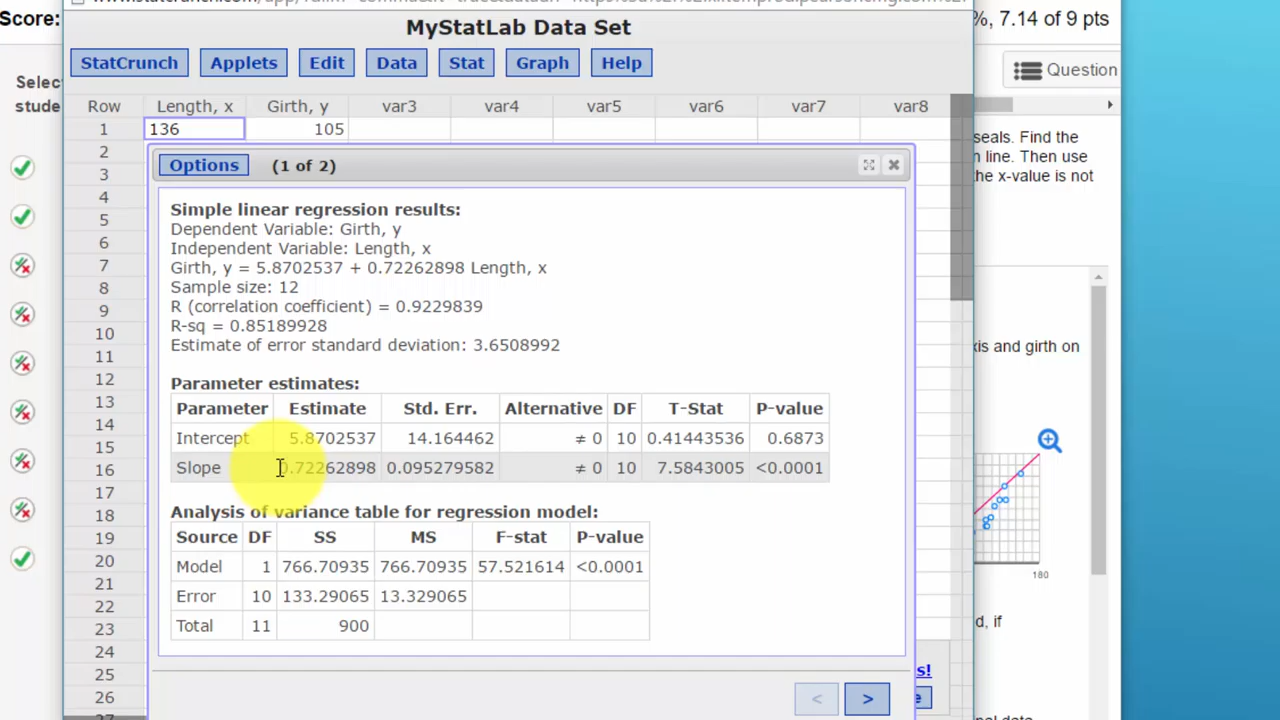 Score:
%, 7.14 of 9 pts
MyStatLab Data Set
StatCrunch Applets Edit Data Stat Graph Help
Question
Selec
stude
Row Length, x Girth, y var3 var4 var5 var6 var7 var8
1 136 105
2
3
4
5
6
7
8
9
10
11
12
13
14
15
16
17
18
19
20
21
22
23
24
25
26
Options (1 of 2)
Simple linear regression results:
Dependent Variable: Girth, y
Independent Variable: Length, x
Girth, y = 5.8702537 + 0.72262898 Length, x
Sample size: 12
R (correlation coefficient) = 0.9229839
R-sq = 0.85189928
Estimate of error standard deviation: 3.6508992
Parameter estimates:
Parameter Estimate Std. Err. Alternative DF T-Stat P-value
Intercept 5.8702537 14.164462 ≠ 0 10 0.41443536 0.6873
Slope 0.72262898 0.095279582 ≠ 0 10 7.5843005 <0.0001
Analysis of variance table for regression model:
Source DF SS MS F-stat P-value
Model 1 766.70935 766.70935 57.521614 <0.0001
Error 10 133.29065 13.329065
Total 11 900
< >
seals. Find the
n line. Then use
the x-value is not
xis and girth on
180
d, if
s!
e